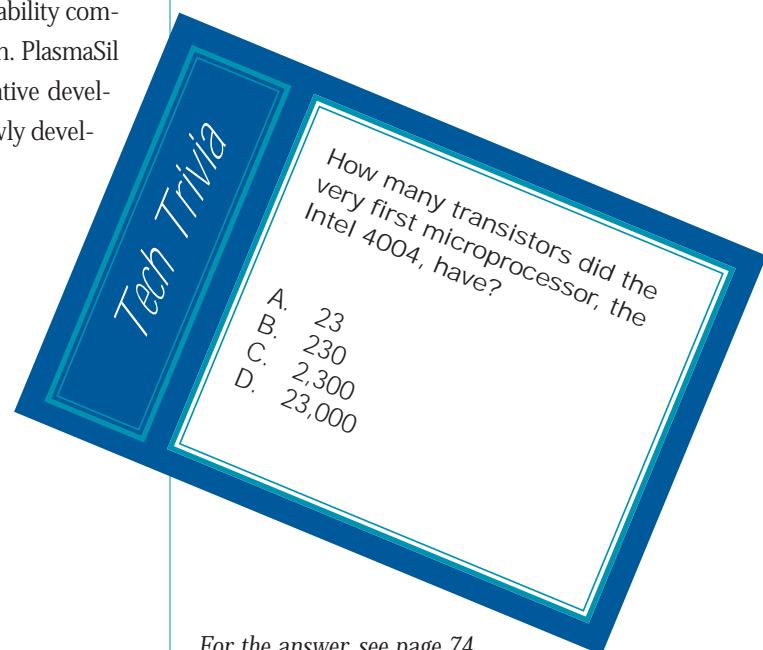 ability com-
n. PlasmaSil
ative devel-
wly devel-
Tech Trivia
How many transistors did the
very first microprocessor, the
Intel 4004, have?
A. 23
B. 230
C. 2,300
D. 23,000
For the answer, see page 74